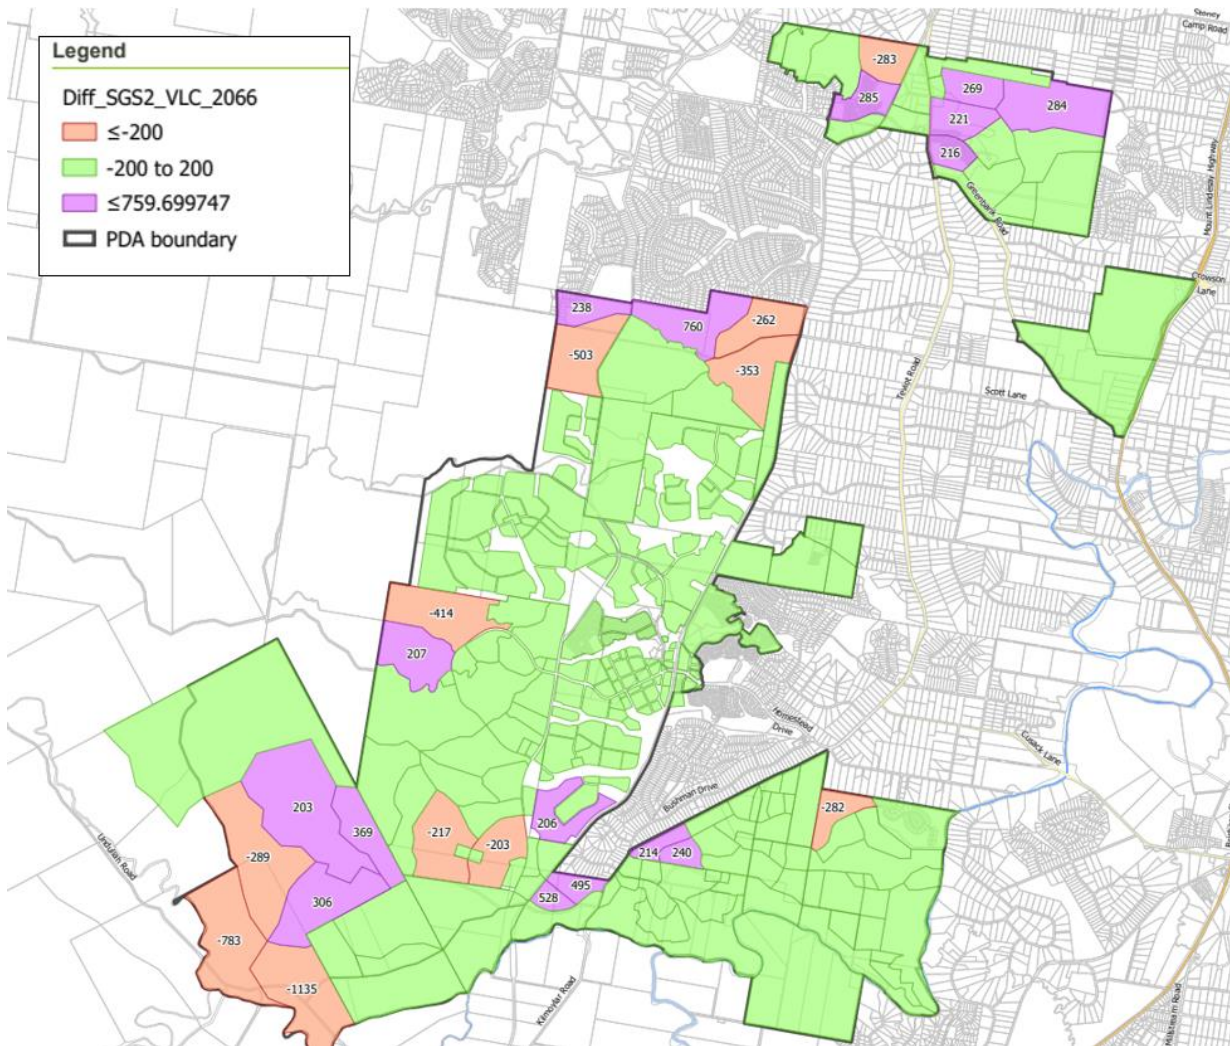 Legend
Diff_SGS2_VLC_2066
≤-200
-200 to 200
≤759.699747
PDA boundary
Stoney
Camp Road
-283
285
269
284
221
216
Greenbank Road
Mount Lindesay Highway
Crowson
Lane
238
760
-262
-503
-353
Teviot Road
Scott Lane
-414
207
Homestead
Drive
Cusack Lane
Bushman Drive
203
369
-217
-203
206
-282
214
240
Undullah Road
-289
306
495
528
-783
-1135
Kilmoylar Road
Millstream Road